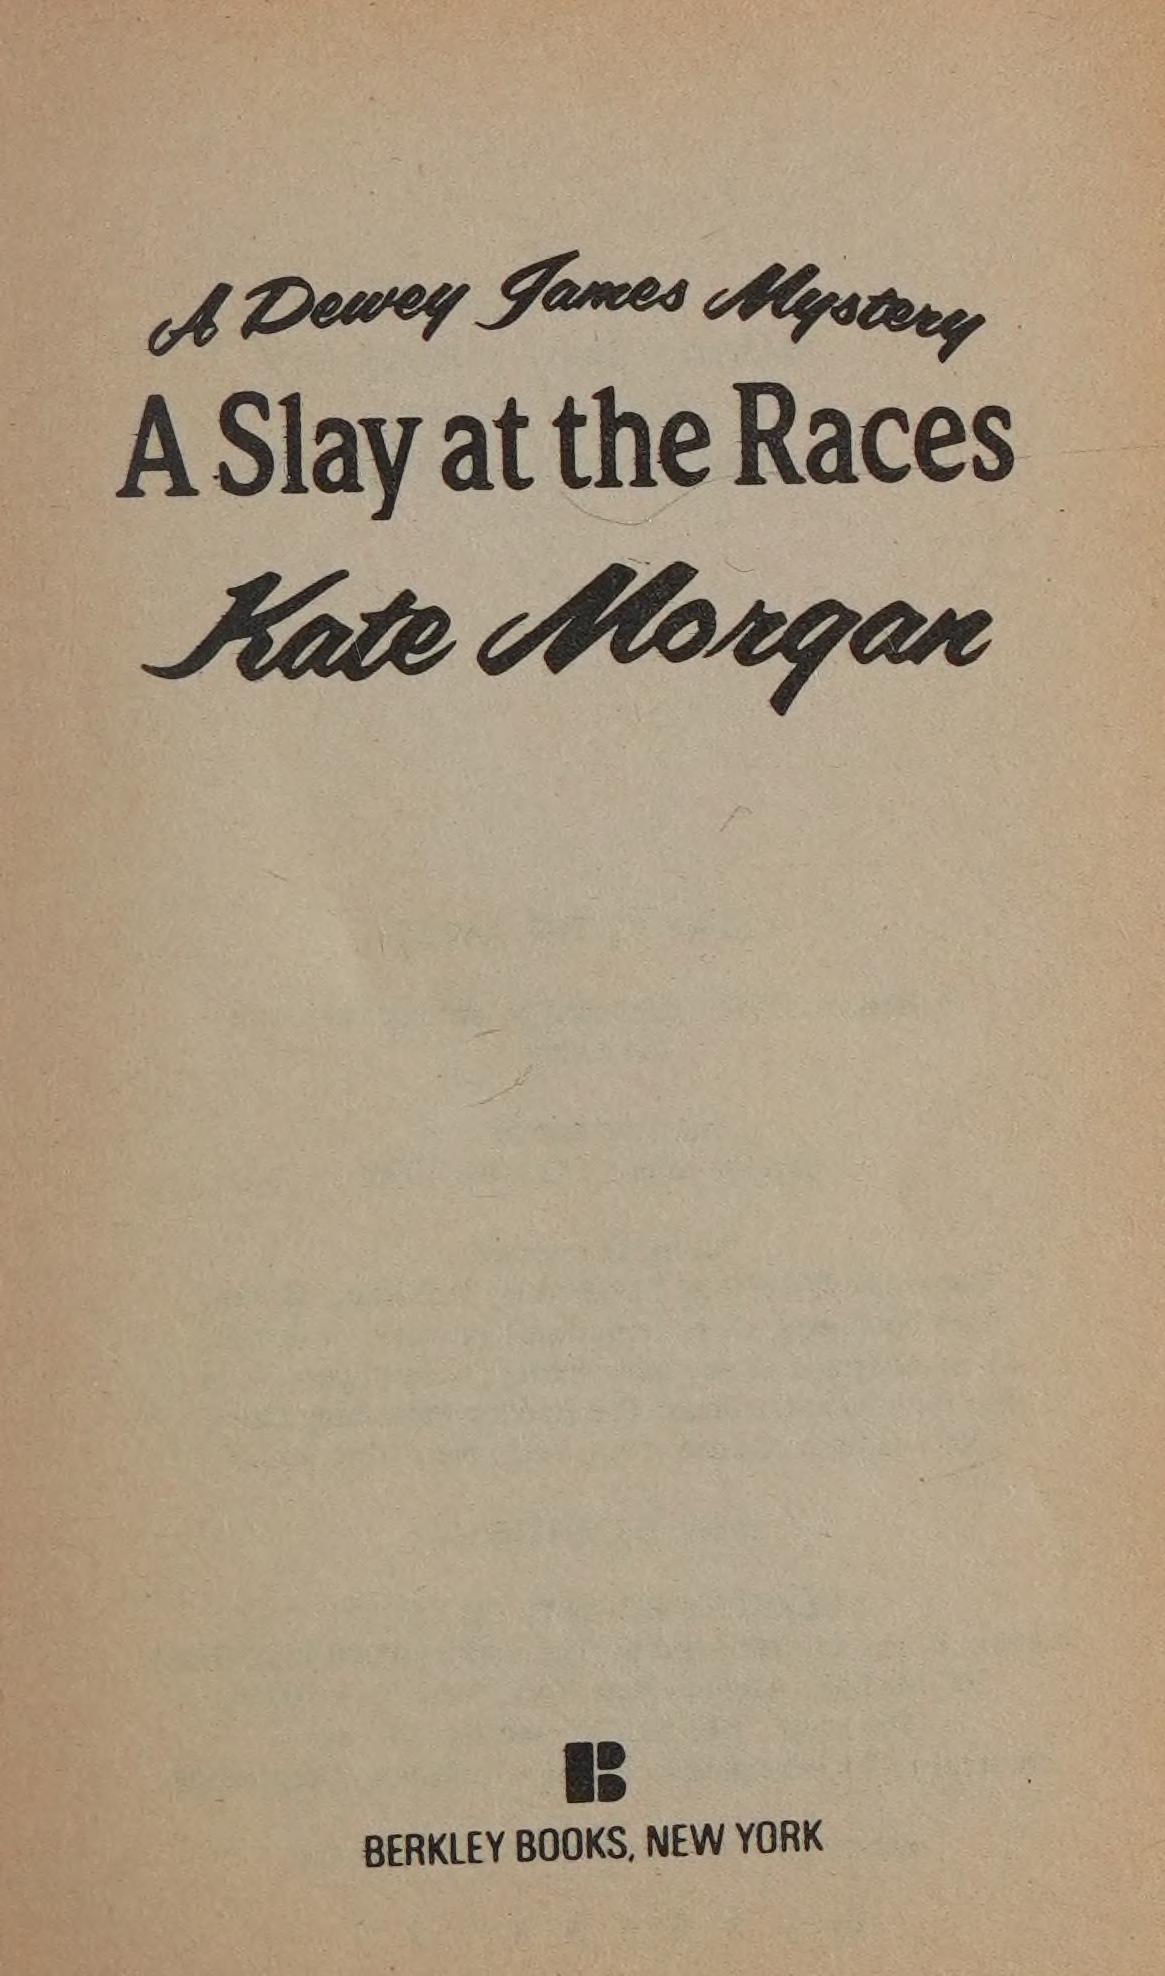 A Dewey James Mystery
A Slay at the Races
Kate Morgan
B
BERKLEY BOOKS, NEW YORK